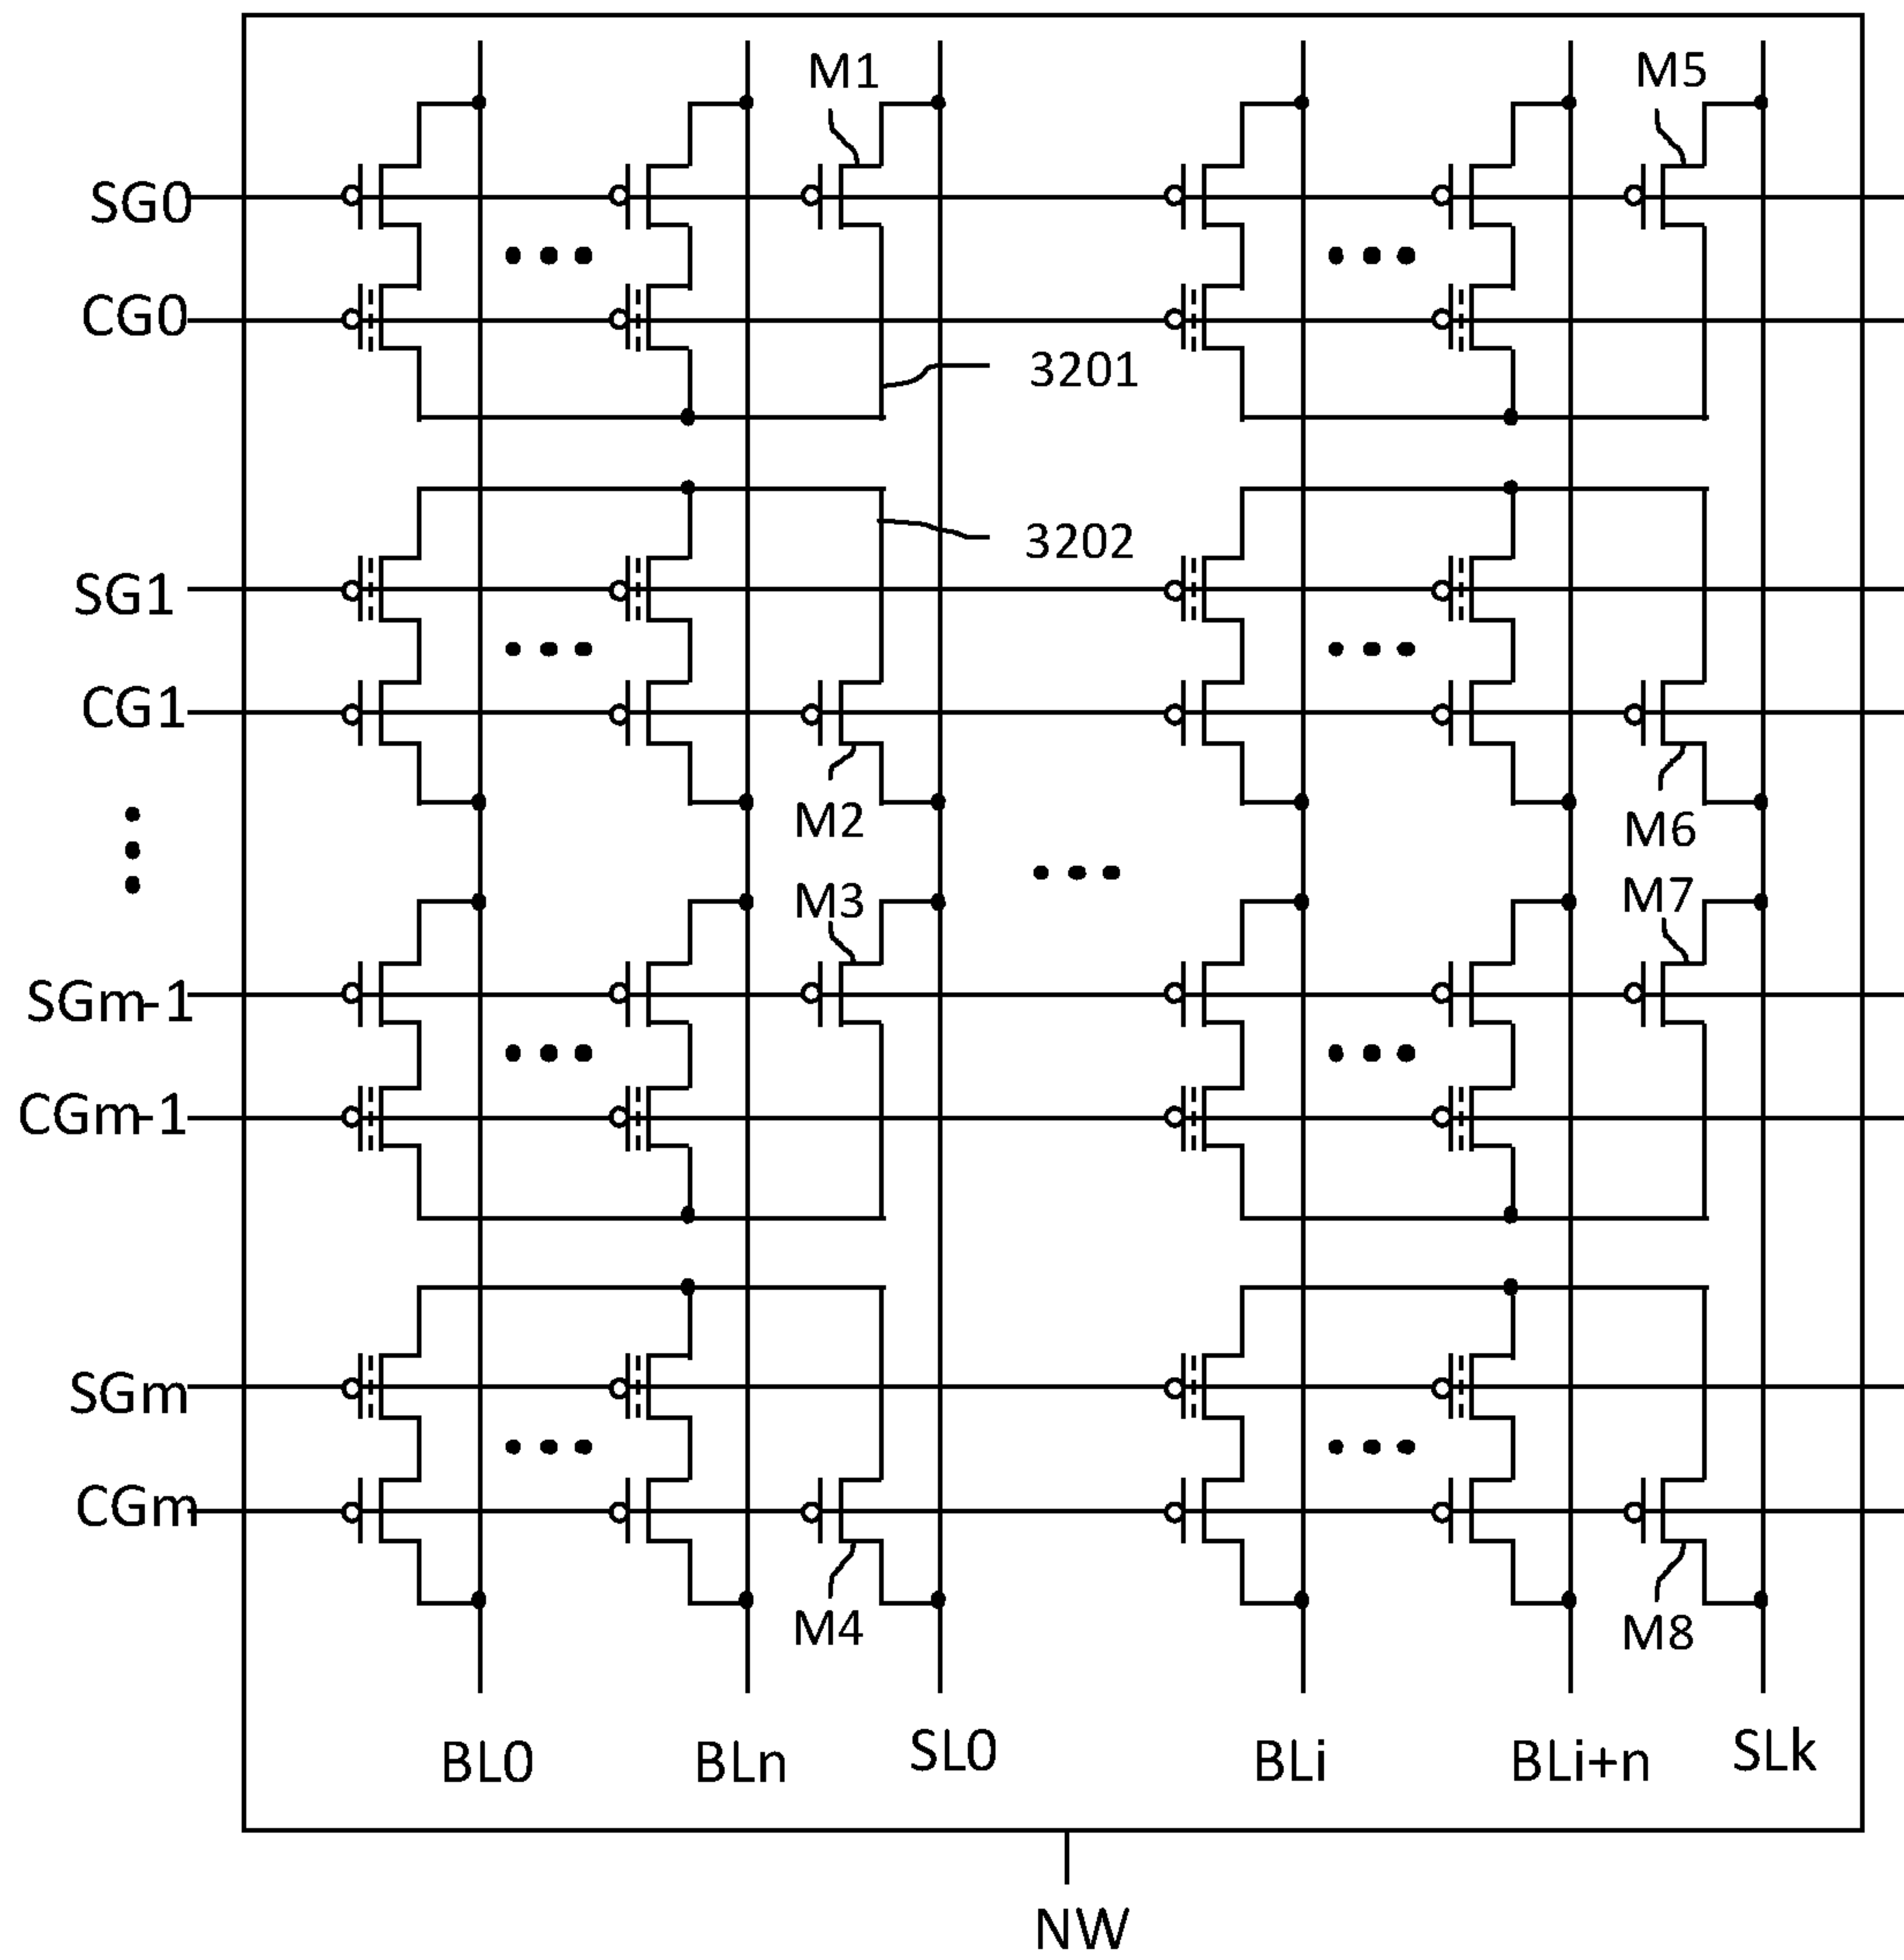 M1
M5
SG0
CG0
3201
3202
SG1
CG1
M2
M6
M3
M7
SGm-1
CGm-1
SGm
CGm
M4
M8
BL0
BLn
SL0
BLi
BLi+n
SLk
NW